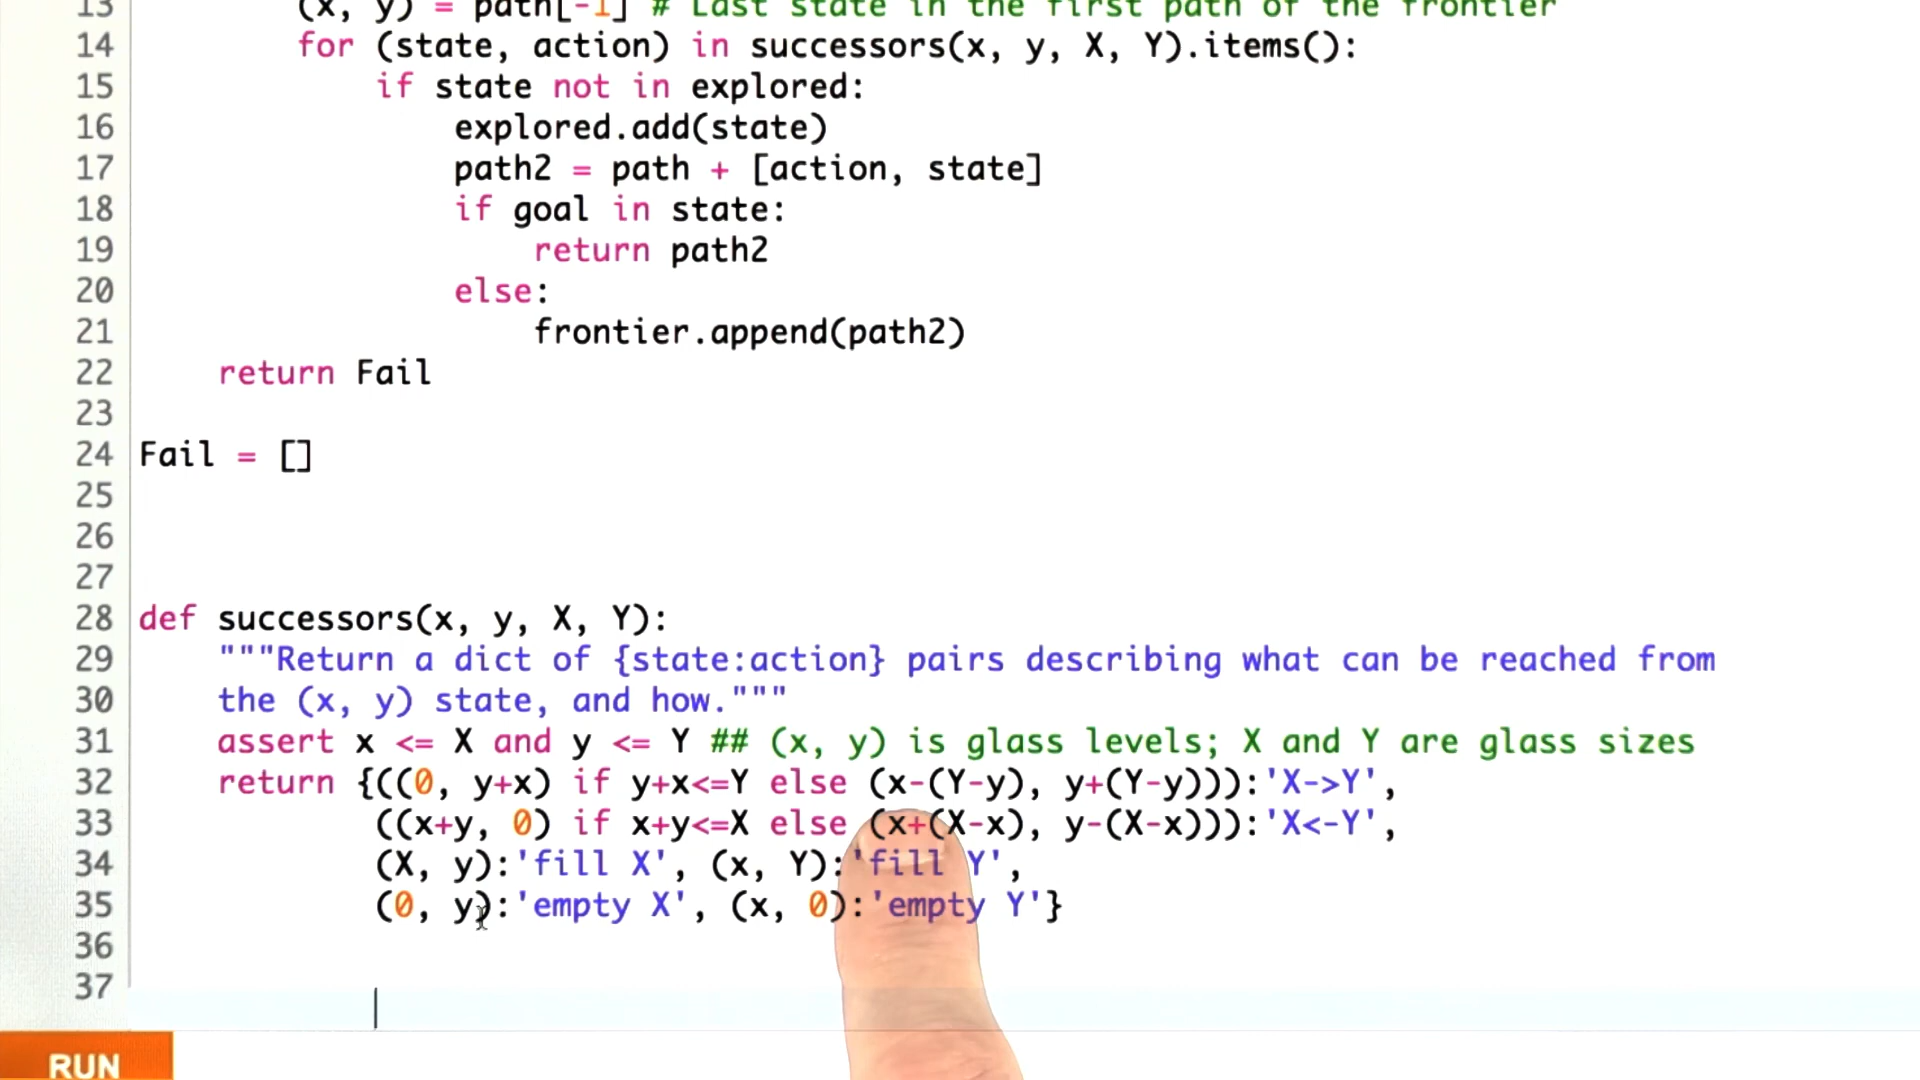 13 (x, y) = path[-1] # Last state in the first path of the frontier
14 for (state, action) in successors(x, y, X, Y).items():
15 if state not in explored:
16 explored.add(state)
17 path2 = path + [action, state]
18 if goal in state:
19 return path2
20 else:
21 frontier.append(path2)
22 return Fail
23
24 Fail = []
25
26
27
28 def successors(x, y, X, Y):
29 """Return a dict of {state:action} pairs describing what can be reached from
30 the (x, y) state, and how."""
31 assert x <= X and y <= Y ## (x, y) is glass levels; X and Y are glass sizes
32 return {((0, y+x) if y+x<=Y else (x-(Y-y), y+(Y-y))):'X->Y',
33 ((x+y, 0) if x+y<=X else (x+(X-x), y-(X-x))):'X<-Y',
34 (X, y):'fill X', (x, Y):'fill Y',
35 (0, y):'empty X', (x, 0):'empty Y'}
36
37
RUN